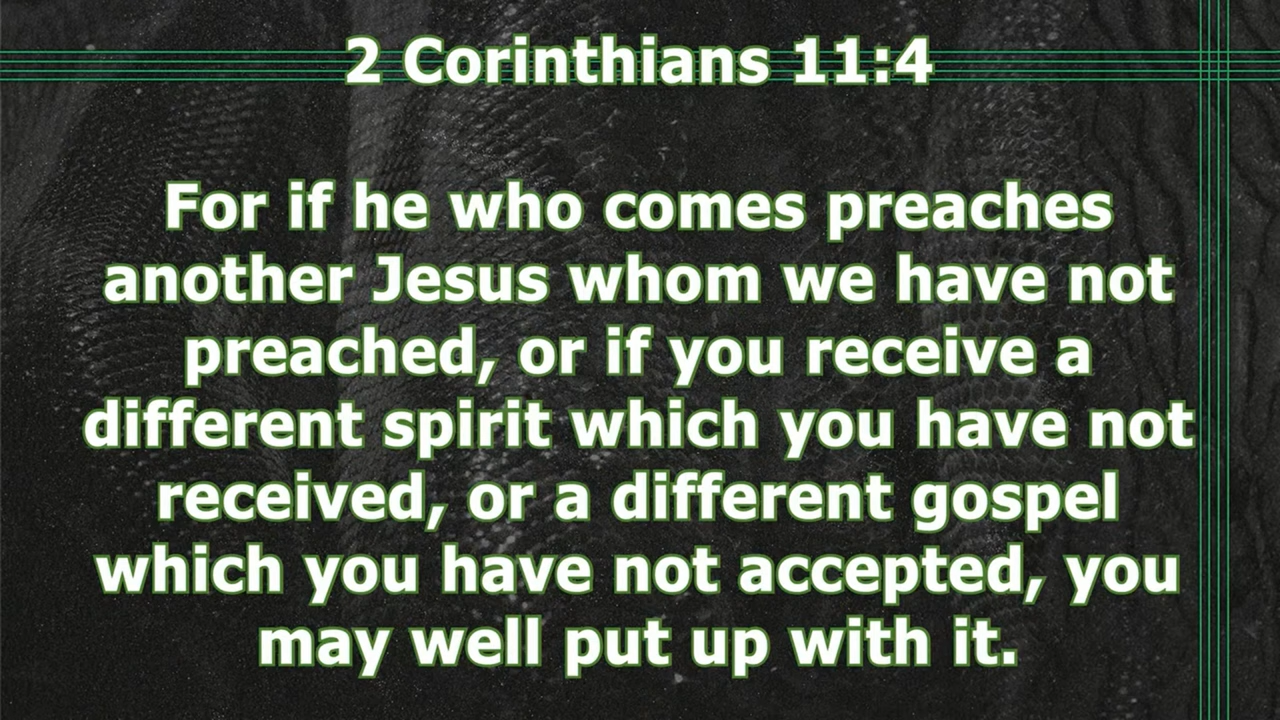 2 Corinthians 11:4
For if he who comes preaches
another Jesus whom we have not
preached, or if you receive a
different spirit which you have not
received, or a different gospel
which you have not accepted, you
may well put up with it.